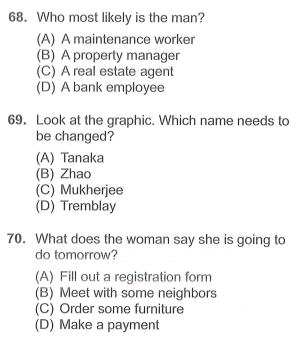 68. Who most likely is the man?
(A) A maintenance worker
(B) A property manager
(C) A real estate agent
(D) A bank employee
69. Look at the graphic. Which name needs to
be changed?
(A) Tanaka
(B) Zhao
(C) Mukherjee
(D) Tremblay
70. What does the woman say she is going to
do tomorrow?
(A) Fill out a registration form
(B) Meet with some neighbors
(C) Order some furniture
(D) Make a payment